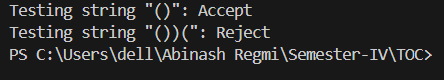 Testing string "()": Accept
Testing string "())(": Reject
PS C:\Users\dell\Abinash Regmi\Semester-IV\TOC>